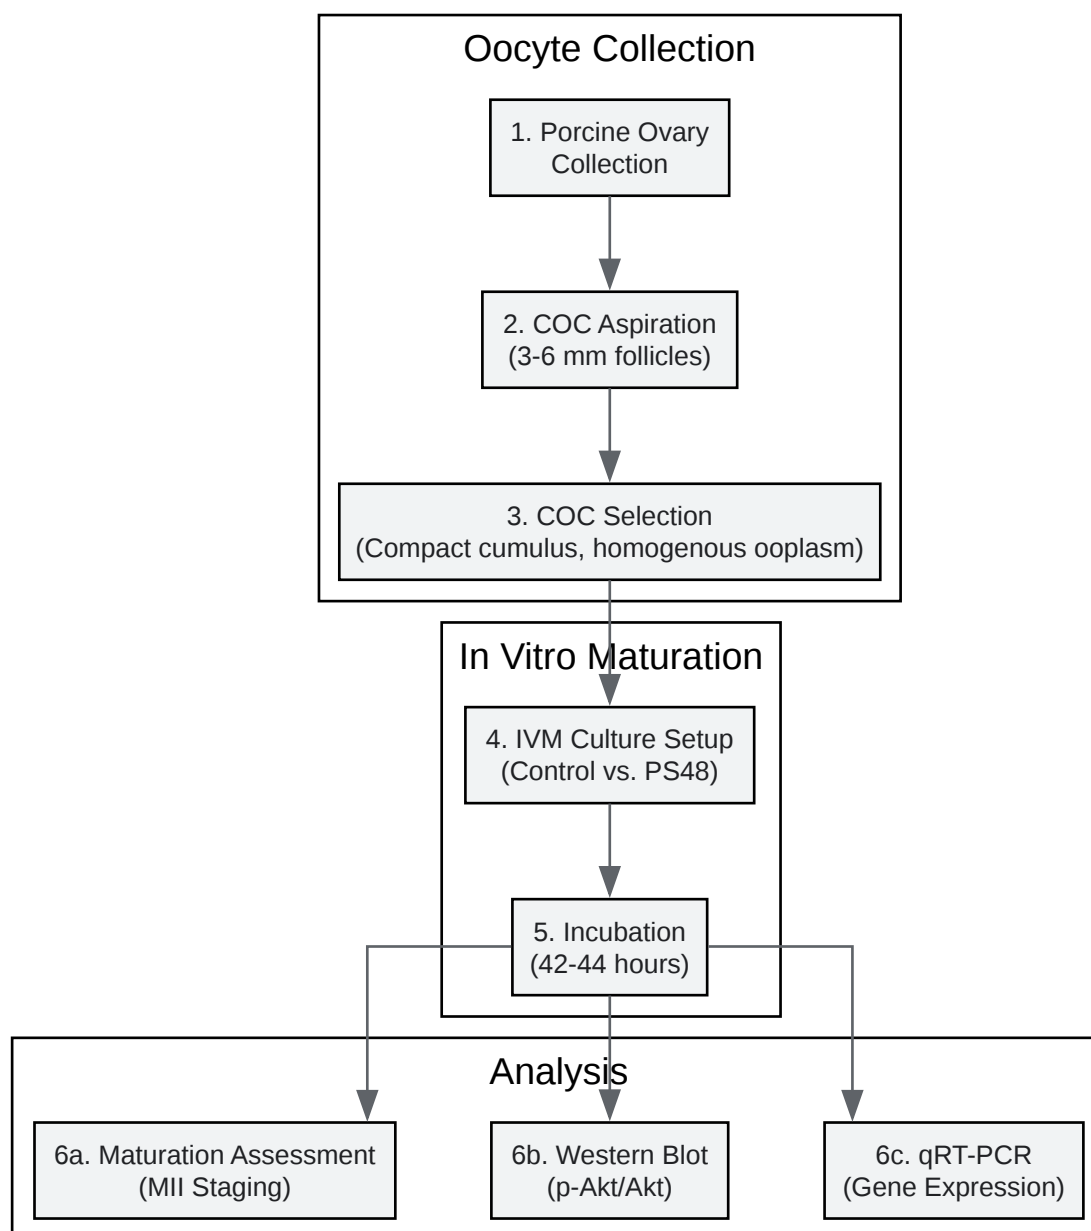 Oocyte Collection
1. Porcine Ovary
Collection
2. COC Aspiration
(3-6 mm follicles)
3. COC Selection
(Compact cumulus, homogenous ooplasm)
In Vitro Maturation
4. IVM Culture Setup
(Control vs. PS48)
5. Incubation
(42-44 hours)
Analysis
6a. Maturation Assessment
(MII Staging)
6b. Western Blot
(p-Akt/Akt)
6c. qRT-PCR
(Gene Expression)